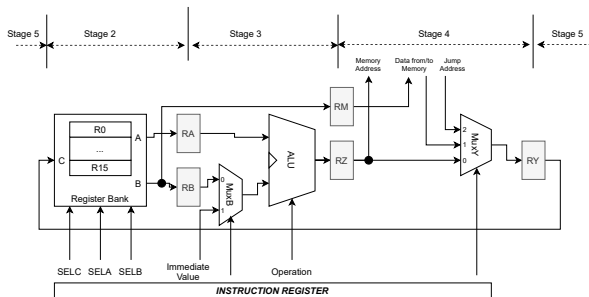 Stage 5 Stage 2 Stage 3 Stage 4 Stage 5
Memory Address
Data from/to Memory
Jump Address
R0
...
R15
C
A
B
Register Bank
RA
RB
0
1
MuxB
ALU
RM
RZ
2
1
0
MuxY
RY
SELC SELA SELB
Immediate Value
Operation
INSTRUCTION REGISTER